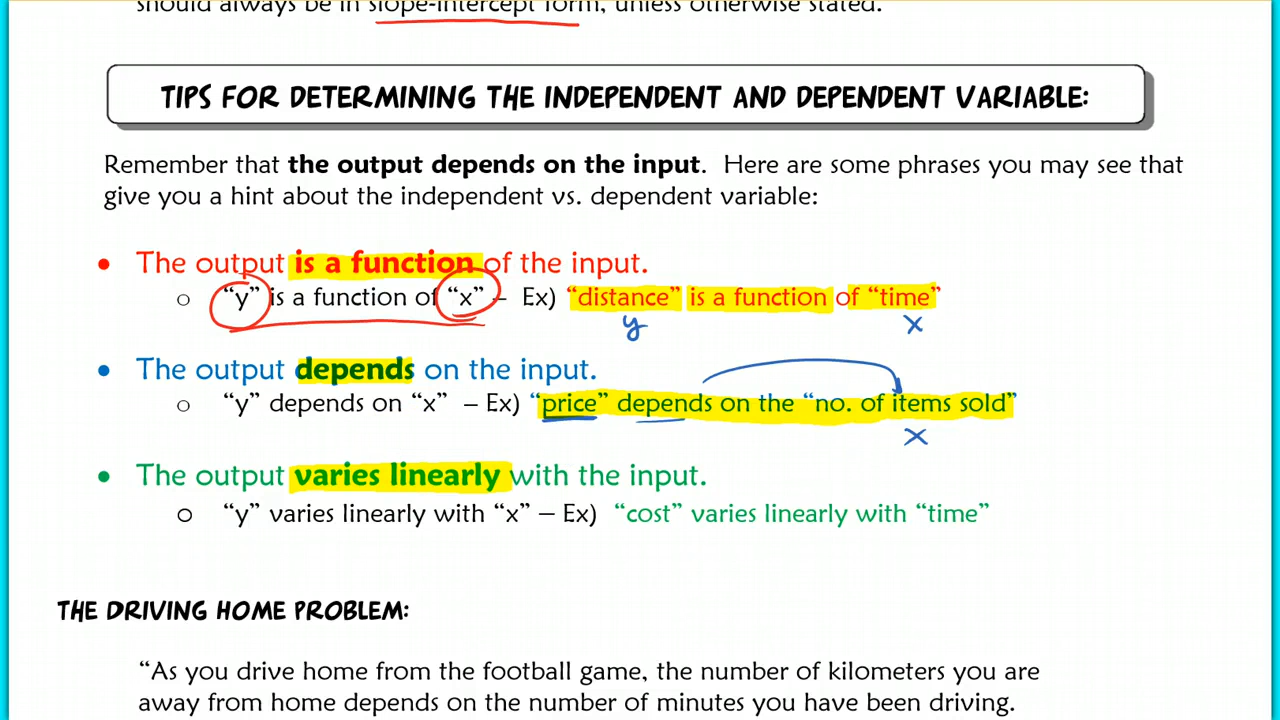 should always be in slope-intercept form, unless otherwise stated.
TIPS FOR DETERMINING THE INDEPENDENT AND DEPENDENT VARIABLE:
Remember that the output depends on the input. Here are some phrases you may see that
give you a hint about the independent vs. dependent variable:
• The output is a function of the input.
○ “y” is a function of “x” – Ex) “distance” is a function of “time”
y x
• The output depends on the input.
○ “y” depends on “x” – Ex) “price” depends on the “no. of items sold”
x
• The output varies linearly with the input.
○ “y” varies linearly with “x” – Ex) “cost” varies linearly with “time”
THE DRIVING HOME PROBLEM:
“As you drive home from the football game, the number of kilometers you are
away from home depends on the number of minutes you have been driving.